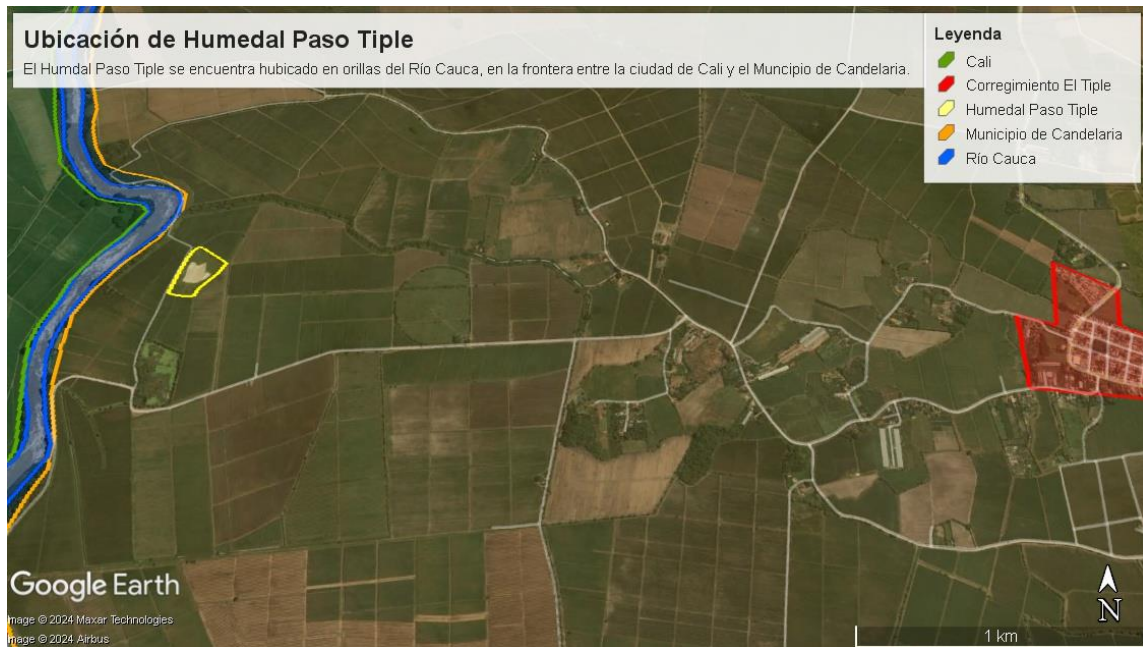 Ubicación de Humedal Paso Tiple
El Humdal Paso Tiple se encuentra hubicado en orillas del Río Cauca, en la frontera entre la ciudad de Cali y el Muncipio de Candelaria.
Leyenda
Cali
Corregimiento El Tiple
Humedal Paso Tiple
Municipio de Candelaria
Río Cauca
Google Earth
Image © 2024 Maxar Technologies
Image © 2024 Airbus
N
1 km